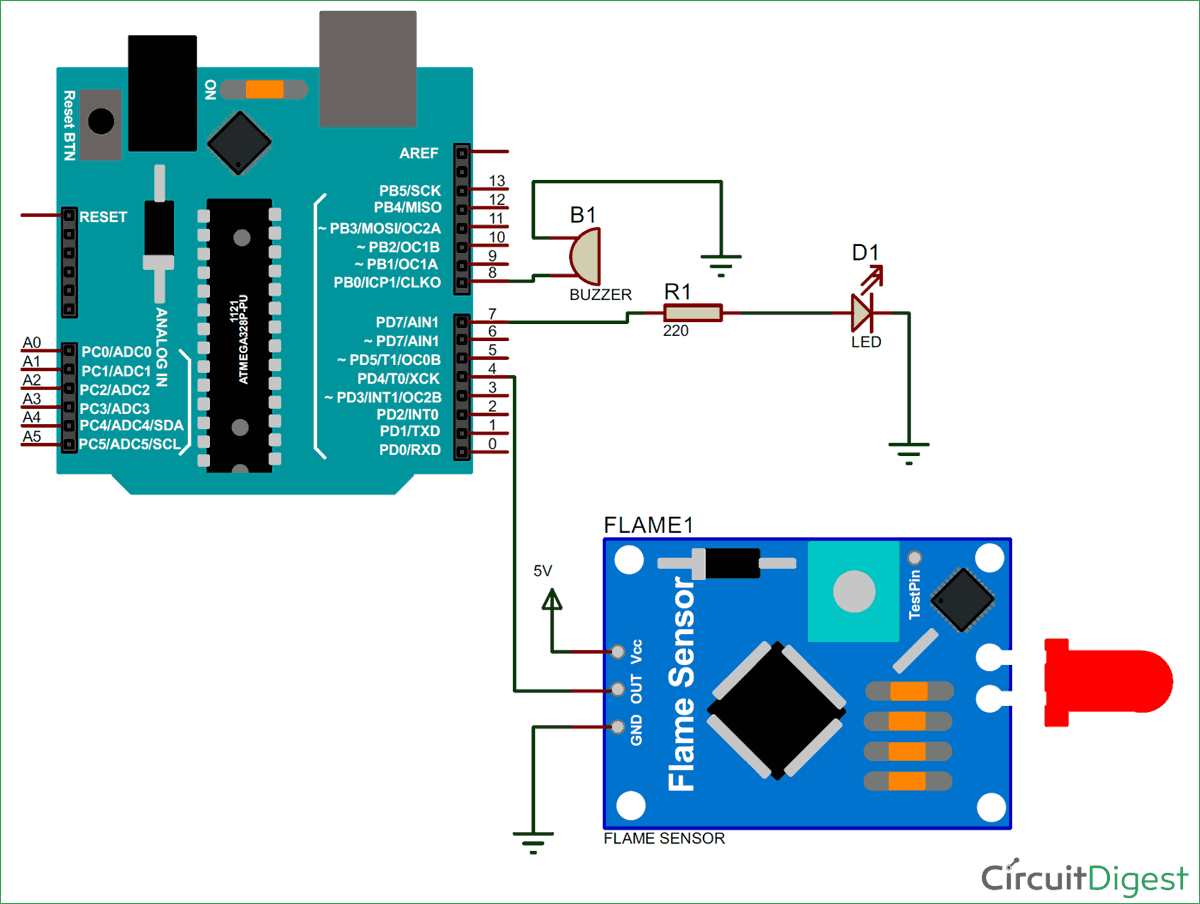 Reset BTN
ON
RESET
ANALOG IN
1121
ATMEGA328P-PU
A0
A1
A2
A3
A4
A5
PC0/ADC0
PC1/ADC1
PC2/ADC2
PC3/ADC3
PC4/ADC4/SDA
PC5/ADC5/SCL
AREF
PB5/SCK 13
PB4/MISO 12
~ PB3/MOSI/OC2A 11
~ PB2/OC1B 10
~ PB1/OC1A 9
PB0/ICP1/CLKO 8
PD7/AIN1 7
~ PD7/AIN1 6
~ PD5/T1/OC0B 5
PD4/T0/XCK 4
~ PD3/INT1/OC2B 3
PD2/INT0 2
PD1/TXD 1
PD0/RXD 0
B1
BUZZER
R1
220
D1
LED
FLAME1
5V
Vcc
OUT
GND
Flame Sensor
TestPin
FLAME SENSOR
CircuitDigest